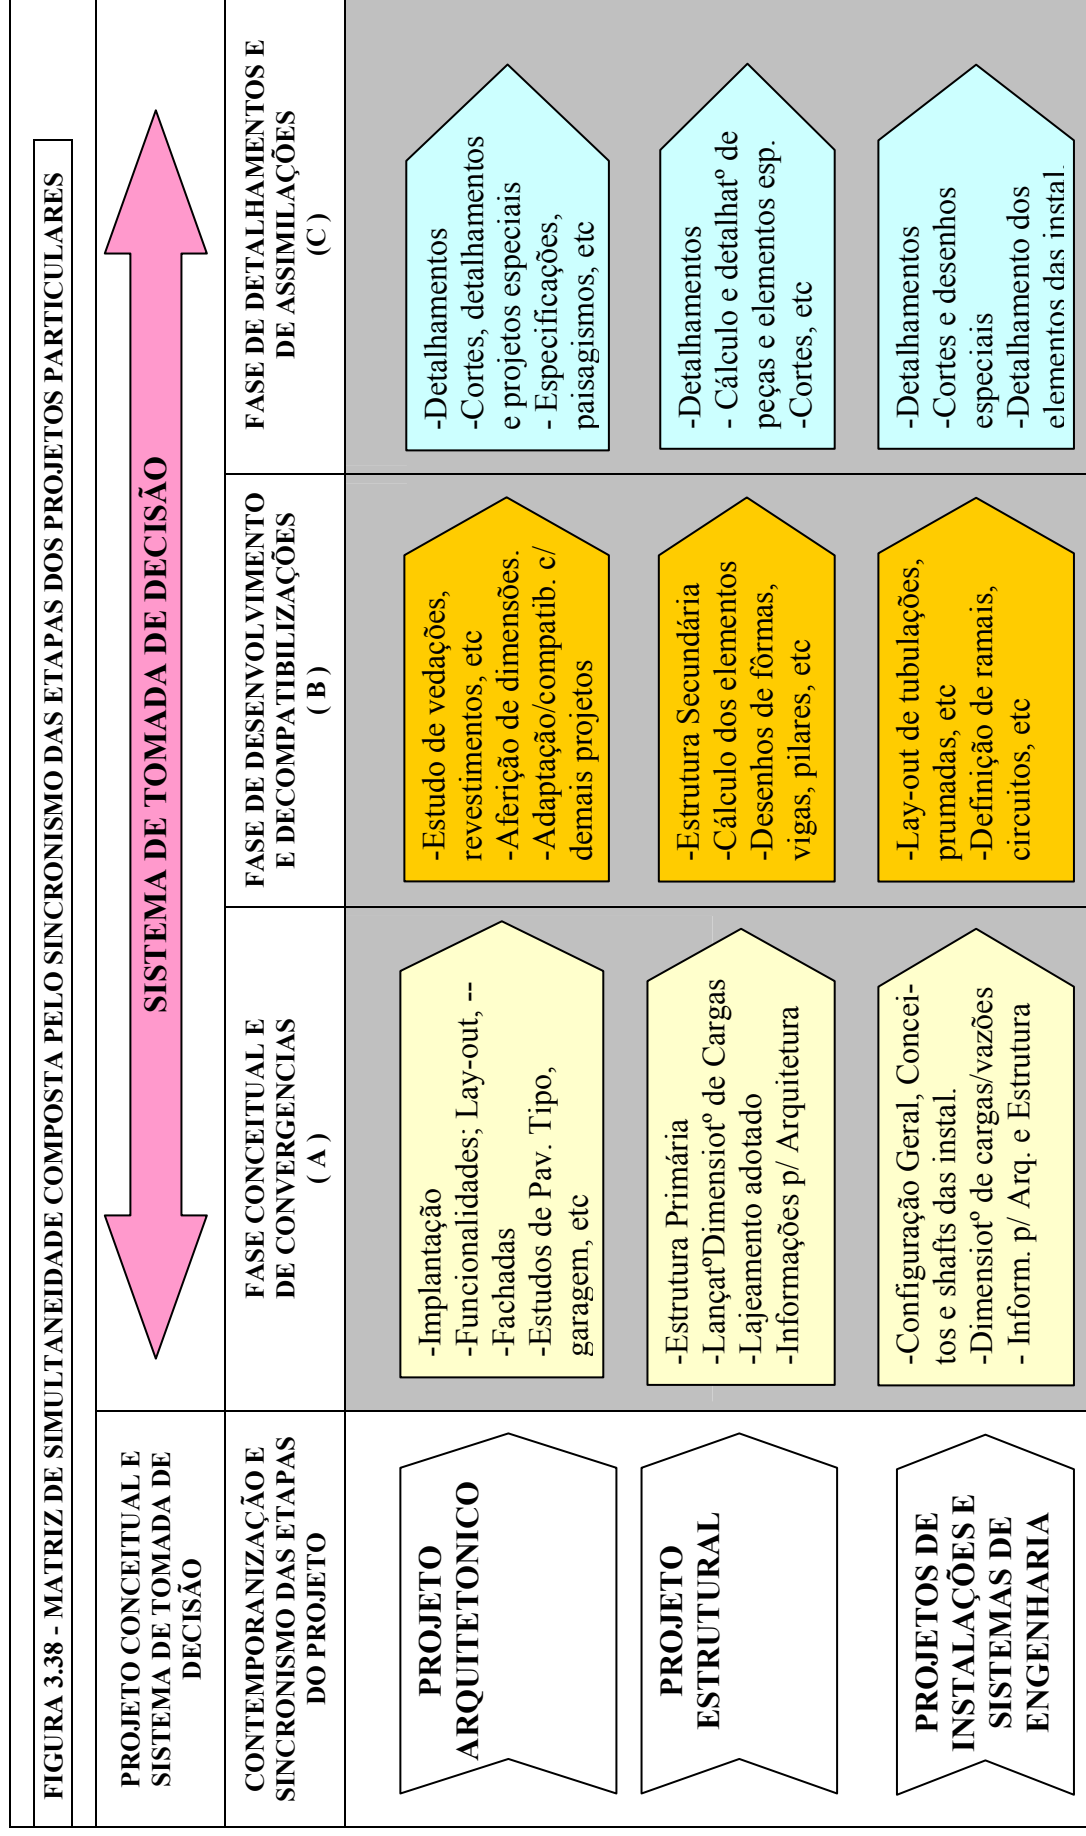 FIGURA 3.38 - MATRIZ DE SIMULTANEIDADE COMPOSTA PELO SINCRONISMO DAS ETAPAS DOS PROJETOS PARTICULARES
PROJETO CONCEITUAL E
SISTEMA DE TOMADA DE
DECISÃO
SISTEMA DE TOMADA DE DECISÃO
CONTEMPORANIZAÇÃO E
SINCRONISMO DAS ETAPAS
DO PROJETO
FASE CONCEITUAL E
DE CONVERGENCIAS
( A )
FASE DE DESENVOLVIMENTO
E DECOMPATIBILIZAÇÕES
( B )
FASE DE DETALHAMENTOS E
DE ASSIMILAÇÕES
(C )
PROJETO
ARQUITETONICO
-Implantação
-Funcionalidades; Lay-out, --
-Fachadas
-Estudos de Pav. Tipo,
garagem, etc
-Estudo de vedações,
revestimentos, etc
-Aferição de dimensões.
-Adaptação/compatib. c/
demais projetos
-Detalhamentos
-Cortes, detalhamentos
e projetos especiais
- Especificações,
paisagismos, etc
PROJETO
ESTRUTURAL
-Estrutura Primária
-LançatºDimensiotº de Cargas
-Lajeamento adotado
-Informações p/ Arquitetura
-Estrutura Secundária
-Cálculo dos elementos
-Desenhos de fôrmas,
vigas, pilares, etc
-Detalhamentos
- Cálculo e detalhatº de
peças e elementos esp.
-Cortes, etc
PROJETOS DE
INSTALAÇÕES E
SISTEMAS DE
ENGENHARIA
-Configuração Geral, Concei-
tos e shafts das instal.
-Dimensiotº de cargas/vazões
- Inform. p/ Arq. e Estrutura
-Lay-out de tubulações,
prumadas, etc
-Definição de ramais,
circuitos, etc
-Detalhamentos
-Cortes e desenhos
especiais
-Detalhamento dos
elementos das instal.